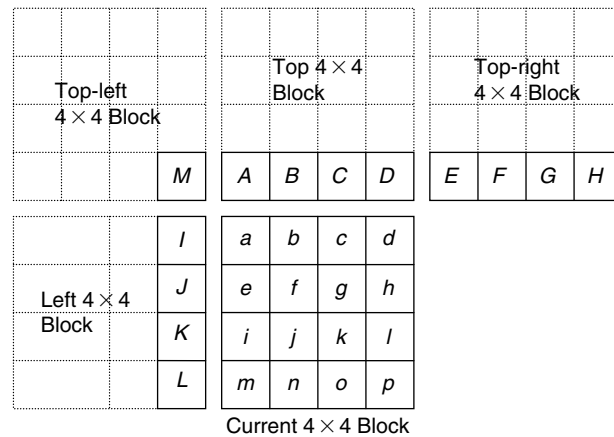 Top-left
4 × 4 Block
Top 4 × 4
Block
Top-right
4 × 4 Block
M A B C D E F G H
I a b c d
J e f g h
Left 4 × 4
Block
K i j k l
L m n o p
Current 4 × 4 Block